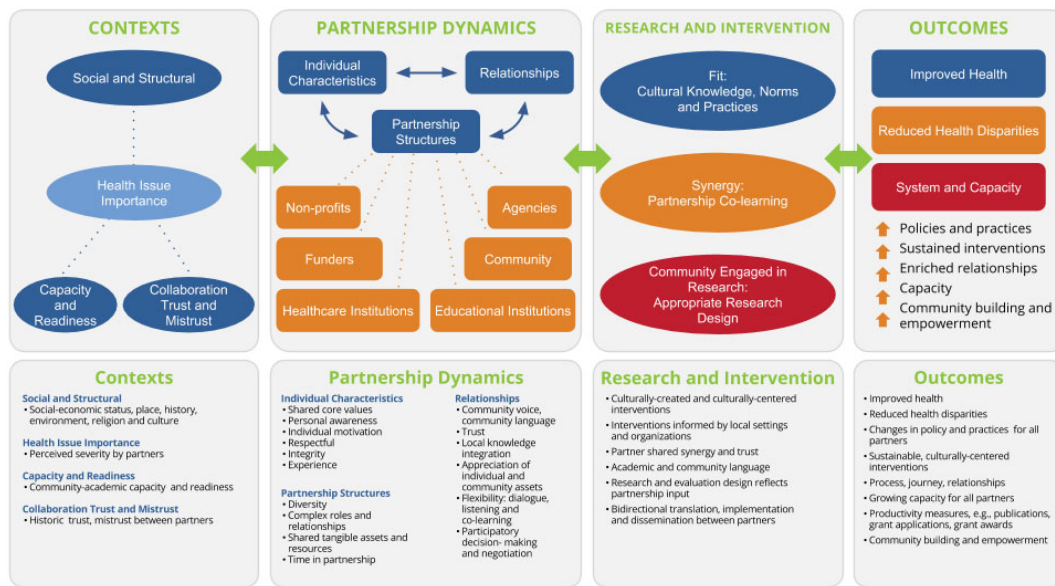 CONTEXTS
Social and Structural
Health Issue
Importance
Capacity
and
Readiness
Collaboration
Trust and
Mistrust
PARTNERSHIP DYNAMICS
Individual
Characteristics
Relationships
Partnership
Structures
Non-profits
Agencies
Funders
Community
Healthcare Institutions
Educational Institutions
RESEARCH AND INTERVENTION
Fit:
Cultural Knowledge, Norms
and Practices
Synergy:
Partnership Co-learning
Community Engaged in
Research:
Appropriate Research
Design
OUTCOMES
Improved Health
Reduced Health Disparities
System and Capacity
Policies and practices
Sustained interventions
Enriched relationships
Capacity
Community building and
empowerment
Contexts
Social and Structural
• Social-economic status, place, history,
environment, religion and culture
Health Issue Importance
• Perceived severity by partners
Capacity and Readiness
• Community-academic capacity and readiness
Collaboration Trust and Mistrust
• Historic trust, mistrust between partners
Partnership Dynamics
Individual Characteristics
• Shared core values
• Personal awareness
• Individual motivation
• Respectful
• Integrity
• Experience
Partnership Structures
• Diversity
• Complex roles and
relationships
• Shared tangible assets and
resources
• Time in partnership
Relationships
• Community voice,
community language
• Trust
• Local knowledge
integration
• Appreciation of
individual and
community assets
• Flexibility: dialogue,
listening and
co-learning
• Participatory
decision- making
and negotiation
Research and Intervention
• Culturally-created and culturally-centered
interventions
• Interventions informed by local settings
and organizations
• Partner shared synergy and trust
• Academic and community language
• Research and evaluation design reflects
partnership input
• Bidirectional translation, implementation
and dissemination between partners
Outcomes
• Improved health
• Reduced health disparities
• Changes in policy and practices for all
partners
• Sustainable, culturally-centered
interventions
• Process, journey, relationships
• Growing capacity for all partners
• Productivity measures, e.g., publications,
grant applications, grant awards
• Community building and empowerment